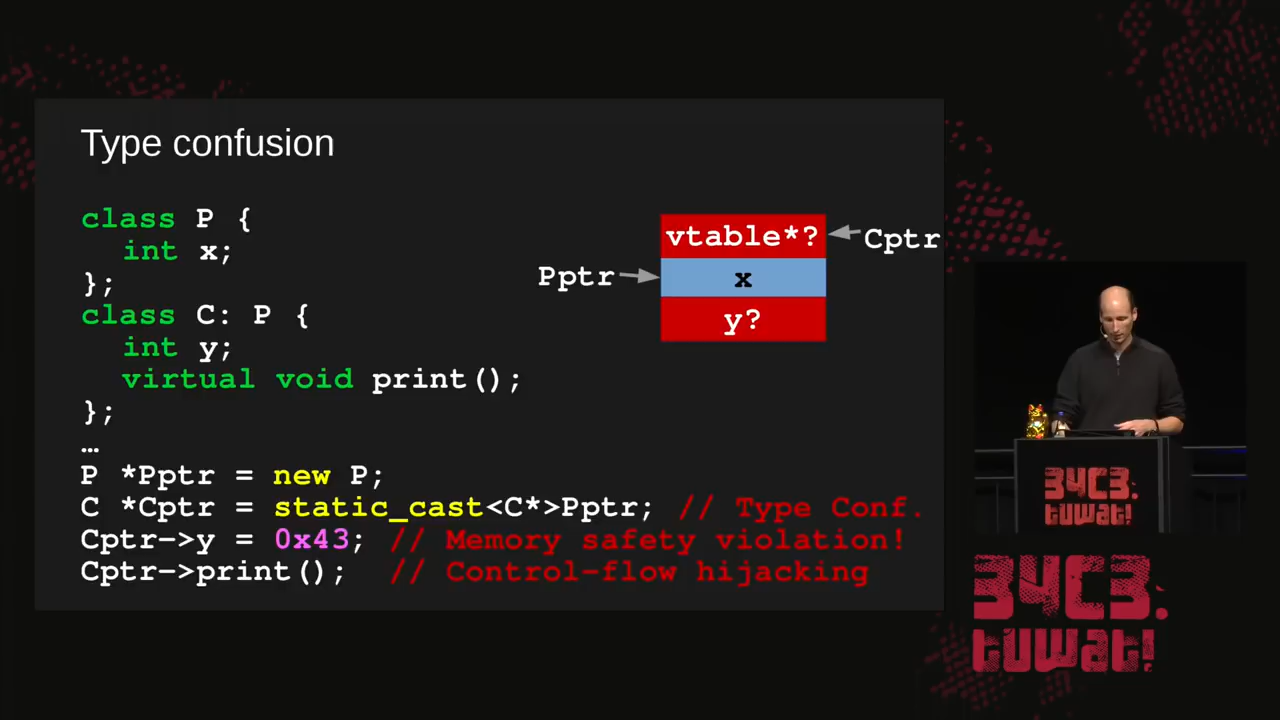 Type confusion
class P {
int x;
};
class C: P {
int y;
virtual void print();
};
…
P *Pptr = new P;
C *Cptr = static_cast<C*>Pptr; // Type Conf.
Cptr->y = 0x43; // Memory safety violation!
Cptr->print(); // Control-flow hijacking
vtable*?
Cptr
Pptr
x
y?
34C3.
tuwat!
34C3.
tuwat!